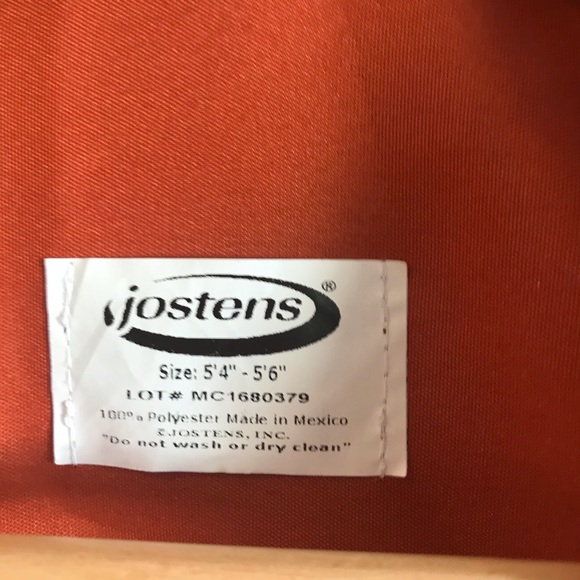 jostens®
Size: 5'4" - 5'6"
LOT# MC1680379
100% Polyester Made in Mexico
©JOSTENS, INC.
"Do not wash or dry clean"